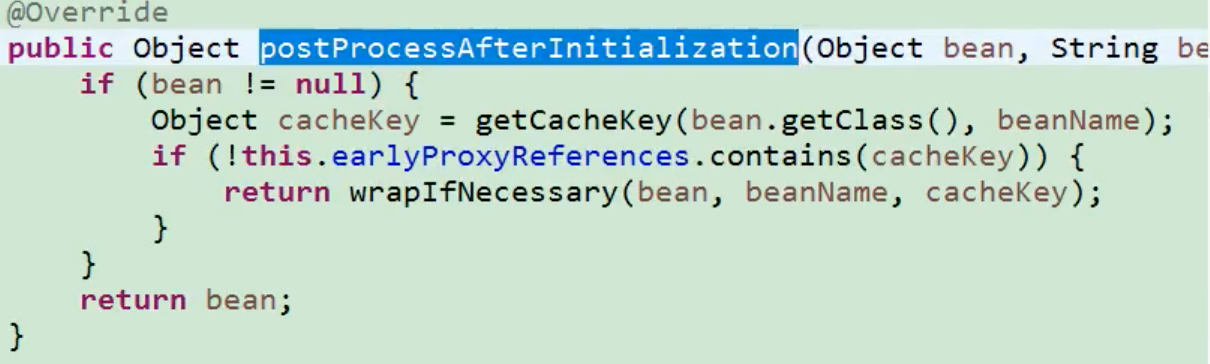 @Override
public Object postProcessAfterInitialization(Object bean, String be
    if (bean != null) {
        Object cacheKey = getCacheKey(bean.getClass(), beanName);
        if (!this.earlyProxyReferences.contains(cacheKey)) {
            return wrapIfNecessary(bean, beanName, cacheKey);
        }
    }
    return bean;
}